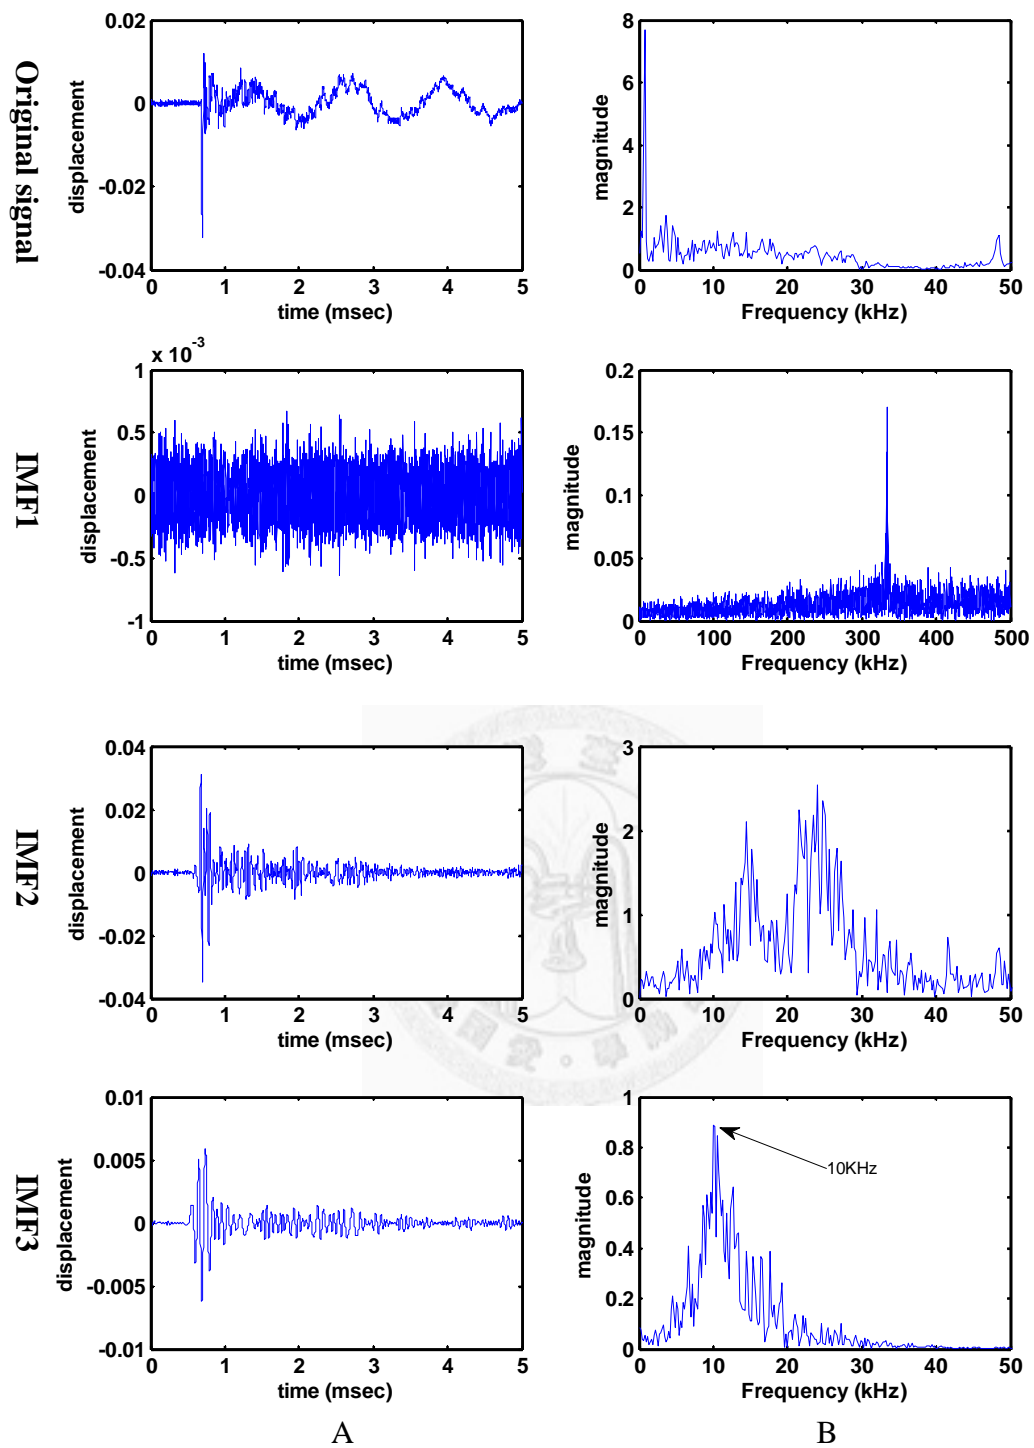 Original signal
0.02
0
-0.02
-0.04
displacement
0 1 2 3 4 5
time (msec)
8
6
4
2
0
magnitude
0 10 20 30 40 50
Frequency (kHz)
IMF1
x 10-3
1
0.5
0
-0.5
-1
displacement
0 1 2 3 4 5
time (msec)
0.2
0.15
0.1
0.05
0
magnitude
0 100 200 300 400 500
Frequency (kHz)
IMF2
0.04
0.02
0
-0.02
-0.04
displacement
0 1 2 3 4 5
time (msec)
3
2
1
0
magnitude
0 10 20 30 40 50
Frequency (kHz)
IMF3
0.01
0.005
0
-0.005
-0.01
displacement
0 1 2 3 4 5
time (msec)
1
0.8
0.6
0.4
0.2
0
magnitude
10KHz
0 10 20 30 40 50
Frequency (kHz)
A
B